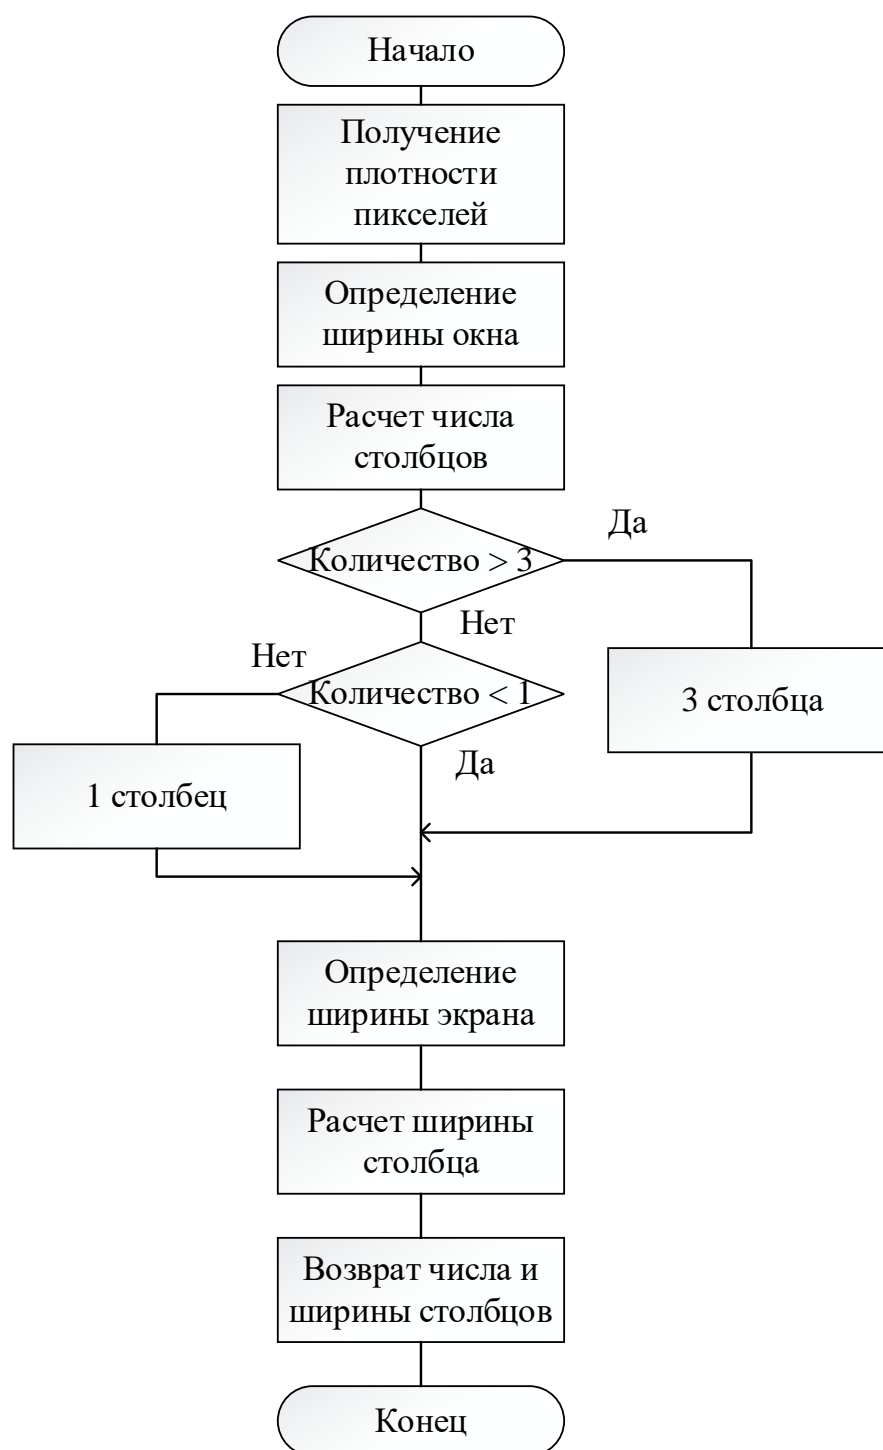 Начало
Получение
плотности
пикселей
Определение
ширины окна
Расчет числа
столбцов
Да
Количество > 3
Нет
Нет
Количество < 1
3 столбца
Да
1 столбец
Определение
ширины экрана
Расчет ширины
столбца
Возврат числа и
ширины столбцов
Конец